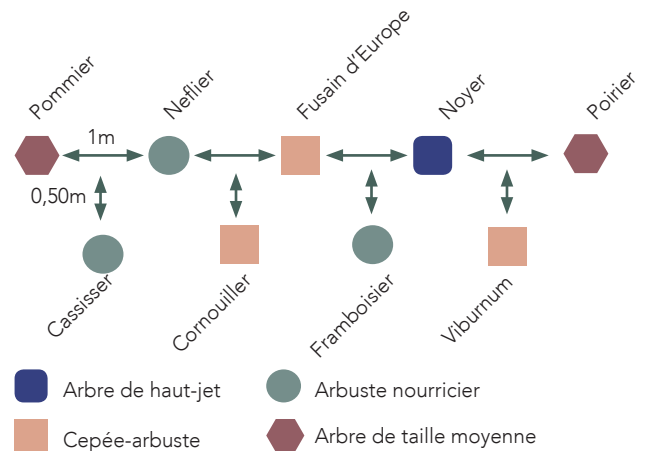 Pommier
Neflier
Fusain d'Europe
Noyer
Poirier
1m
0,50m
Cassisser
Cornouiller
Framboisier
Viburnum
Arbre de haut-jet
Arbuste nourricier
Cepée-arbuste
Arbre de taille moyenne